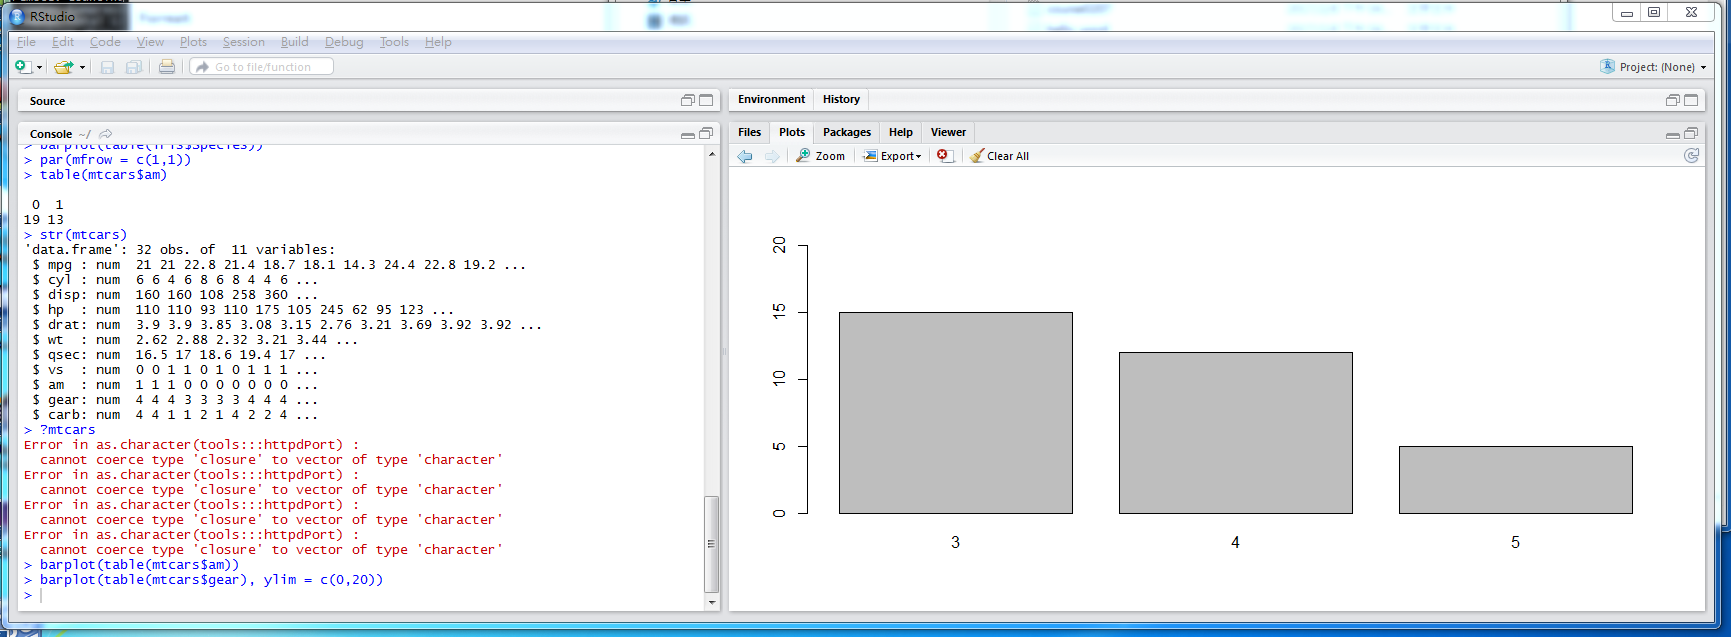 RStudio
File Edit Code View Plots Session Build Debug Tools Help
Go to file/function
Project: (None)
Source
Console ~/
> barplot(table(iris$Species))
> par(mfrow = c(1,1))
> table(mtcars$am)
0 1
19 13
> str(mtcars)
'data.frame': 32 obs. of 11 variables:
$ mpg : num 21 21 22.8 21.4 18.7 18.1 14.3 24.4 22.8 19.2 ...
$ cyl : num 6 6 4 6 8 6 8 4 4 6 ...
$ disp: num 160 160 108 258 360 ...
$ hp : num 110 110 93 110 175 105 245 62 95 123 ...
$ drat: num 3.9 3.9 3.85 3.08 3.15 2.76 3.21 3.69 3.92 3.92 ...
$ wt : num 2.62 2.88 2.32 3.21 3.44 ...
$ qsec: num 16.5 17 18.6 19.4 17 ...
$ vs : num 0 0 1 1 0 1 0 1 1 1 ...
$ am : num 1 1 1 0 0 0 0 0 0 0 ...
$ gear: num 4 4 4 3 3 3 3 4 4 4 ...
$ carb: num 4 4 1 1 2 1 4 2 2 4 ...
> ?mtcars
Error in as.character(tools:::httpdPort) :
cannot coerce type 'closure' to vector of type 'character'
Error in as.character(tools:::httpdPort) :
cannot coerce type 'closure' to vector of type 'character'
Error in as.character(tools:::httpdPort) :
cannot coerce type 'closure' to vector of type 'character'
Error in as.character(tools:::httpdPort) :
cannot coerce type 'closure' to vector of type 'character'
> barplot(table(mtcars$am))
> barplot(table(mtcars$gear), ylim = c(0,20))
>
Environment History
Files Plots Packages Help Viewer
Zoom Export Clear All
20
15
10
5
0
3 4 5